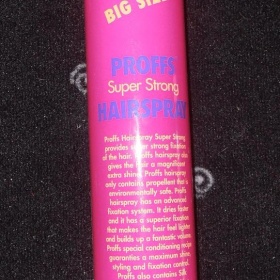 BIG SIZE
PROFFS
Super Strong
HAIRSPRAY
Proffs Hairspray Super Strong
provides super strong fixation
of the hair. Proffs hairspray also
gives the hair a magnificent
extra shine. Proffs hairspray
only contains propellent that is
environmentally safe. Proffs
hairspray has an advanced
fixation system. It dries faster
and it has a superior fixation
that makes the hair feel lighter
and builds up a fantastic volume.
Proffs special conditioning recipe
guaranties a maximum shine,
styling and fixation control.
Proffs also contains Silk